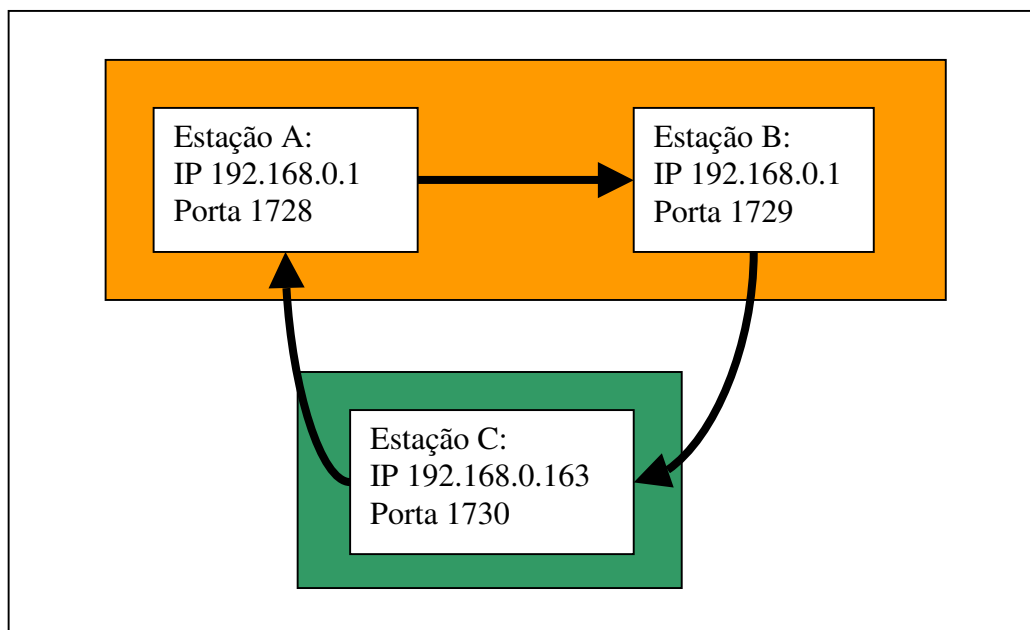 Estação A:
IP 192.168.0.1
Porta 1728
Estação B:
IP 192.168.0.1
Porta 1729
Estação C:
IP 192.168.0.163
Porta 1730